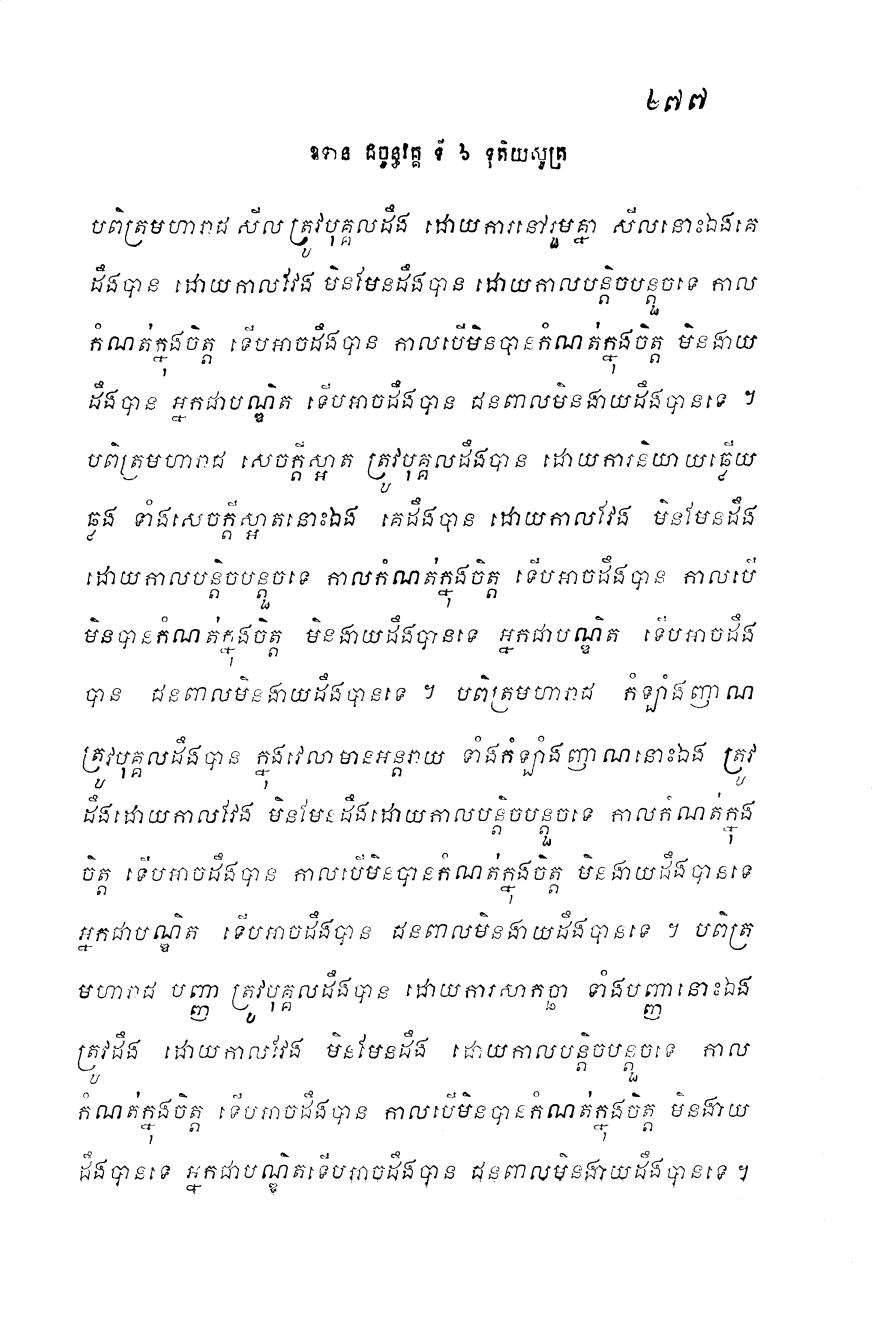 ២៧៧
ឧទាន ជច្ចន្ធវគ្គ ទី ៦ ទុតិយសូត្រ
បពិត្រមហារាជ សីលត្រូវបុគ្គលដឹង ដោយការនៅរួមគ្នា សីលនោះឯងគេ
ដឹងបាន ដោយកាលវែង មិនមែនដឹងបាន ដោយកាលបន្តិចបន្តួចទេ កាល
កំណត់ក្នុងចិត្ត ទើបអាចដឹងបាន កាលបើមិនបានកំណត់ក្នុងចិត្ត មិនងាយ
ដឹងបាន អ្នកជាបណ្ឌិត ទើបអាចដឹងបាន ជនពាលមិនងាយដឹងបានទេ ។
បពិត្រមហារាជ សេចក្តីស្អាត ត្រូវបុគ្គលដឹងបាន ដោយការនិយាយឆ្លើយ
ឆ្លង ទាំងសេចក្តីស្អាតនោះឯង គេដឹងបាន ដោយកាលវែង មិនមែនដឹង
ដោយកាលបន្តិចបន្តួចទេ កាលកំណត់ក្នុងចិត្ត ទើបអាចដឹងបាន កាលបើ
មិនបានកំណត់ក្នុងចិត្ត មិនងាយដឹងបានទេ អ្នកជាបណ្ឌិត ទើបអាចដឹង
បាន ជនពាលមិនងាយដឹងបានទេ ។ បពិត្រមហារាជ កំឡាំងញាណ
ត្រូវបុគ្គលដឹងបាន ក្នុងវេលាមានអន្តរាយ ទាំងកំឡាំងញាណនោះឯង ត្រូវ
ដឹងដោយកាលវែង មិនមែនដឹងដោយកាលបន្តិចបន្តួចទេ កាលកំណត់ក្នុង
ចិត្ត ទើបអាចដឹងបាន កាលបើមិនបានកំណត់ក្នុងចិត្ត មិនងាយដឹងបានទេ
អ្នកជាបណ្ឌិត ទើបអាចដឹងបាន ជនពាលមិនងាយដឹងបានទេ ។ បពិត្រ
មហារាជ បញ្ញា ត្រូវបុគ្គលដឹងបាន ដោយការសាកច្ឆា ទាំងបញ្ញានោះឯង
ត្រូវដឹង ដោយកាលវែង មិនមែនដឹង ដោយកាលបន្តិចបន្តួចទេ កាល
កំណត់ក្នុងចិត្ត ទើបអាចដឹងបាន កាលបើមិនបានកំណត់ក្នុងចិត្ត មិនងាយ
ដឹងបានទេ អ្នកជាបណ្ឌិតទើបអាចដឹងបាន ជនពាលមិនងាយដឹងបានទេ ។